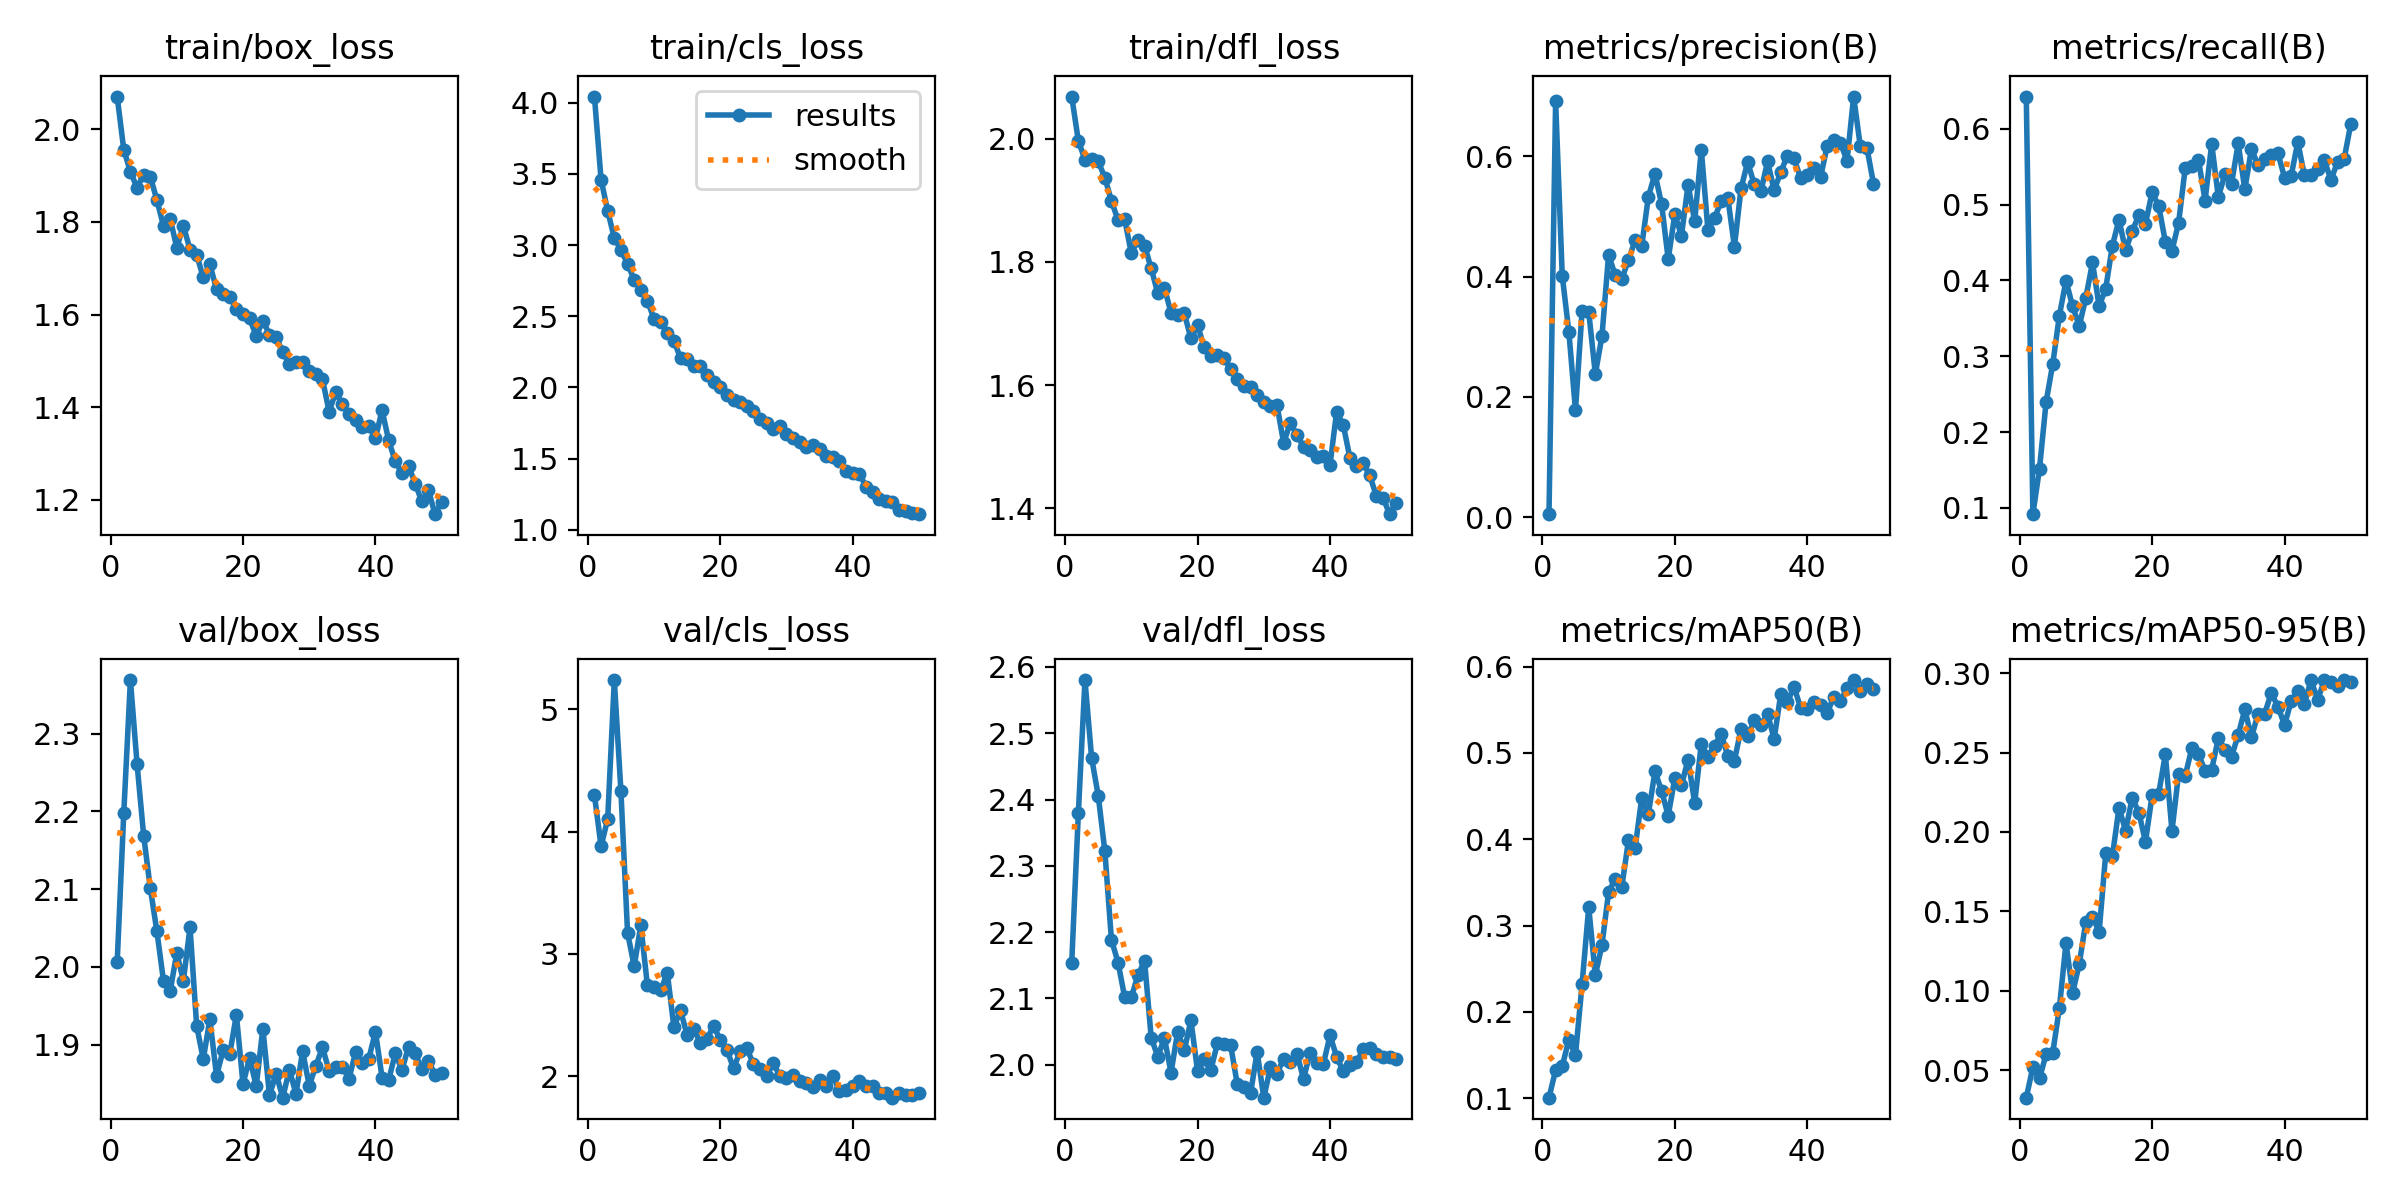 train/box_loss
2.0
1.8
1.6
1.4
1.2
0 20 40
train/cls_loss
results
smooth
4.0
3.5
3.0
2.5
2.0
1.5
1.0
0 20 40
train/dfl_loss
2.0
1.8
1.6
1.4
0 20 40
metrics/precision(B)
0.6
0.4
0.2
0.0
0 20 40
metrics/recall(B)
0.6
0.5
0.4
0.3
0.2
0.1
0 20 40
val/box_loss
2.3
2.2
2.1
2.0
1.9
0 20 40
val/cls_loss
5
4
3
2
0 20 40
val/dfl_loss
2.6
2.5
2.4
2.3
2.2
2.1
2.0
0 20 40
metrics/mAP50(B)
0.6
0.5
0.4
0.3
0.2
0.1
0 20 40
metrics/mAP50-95(B)
0.30
0.25
0.20
0.15
0.10
0.05
0 20 40